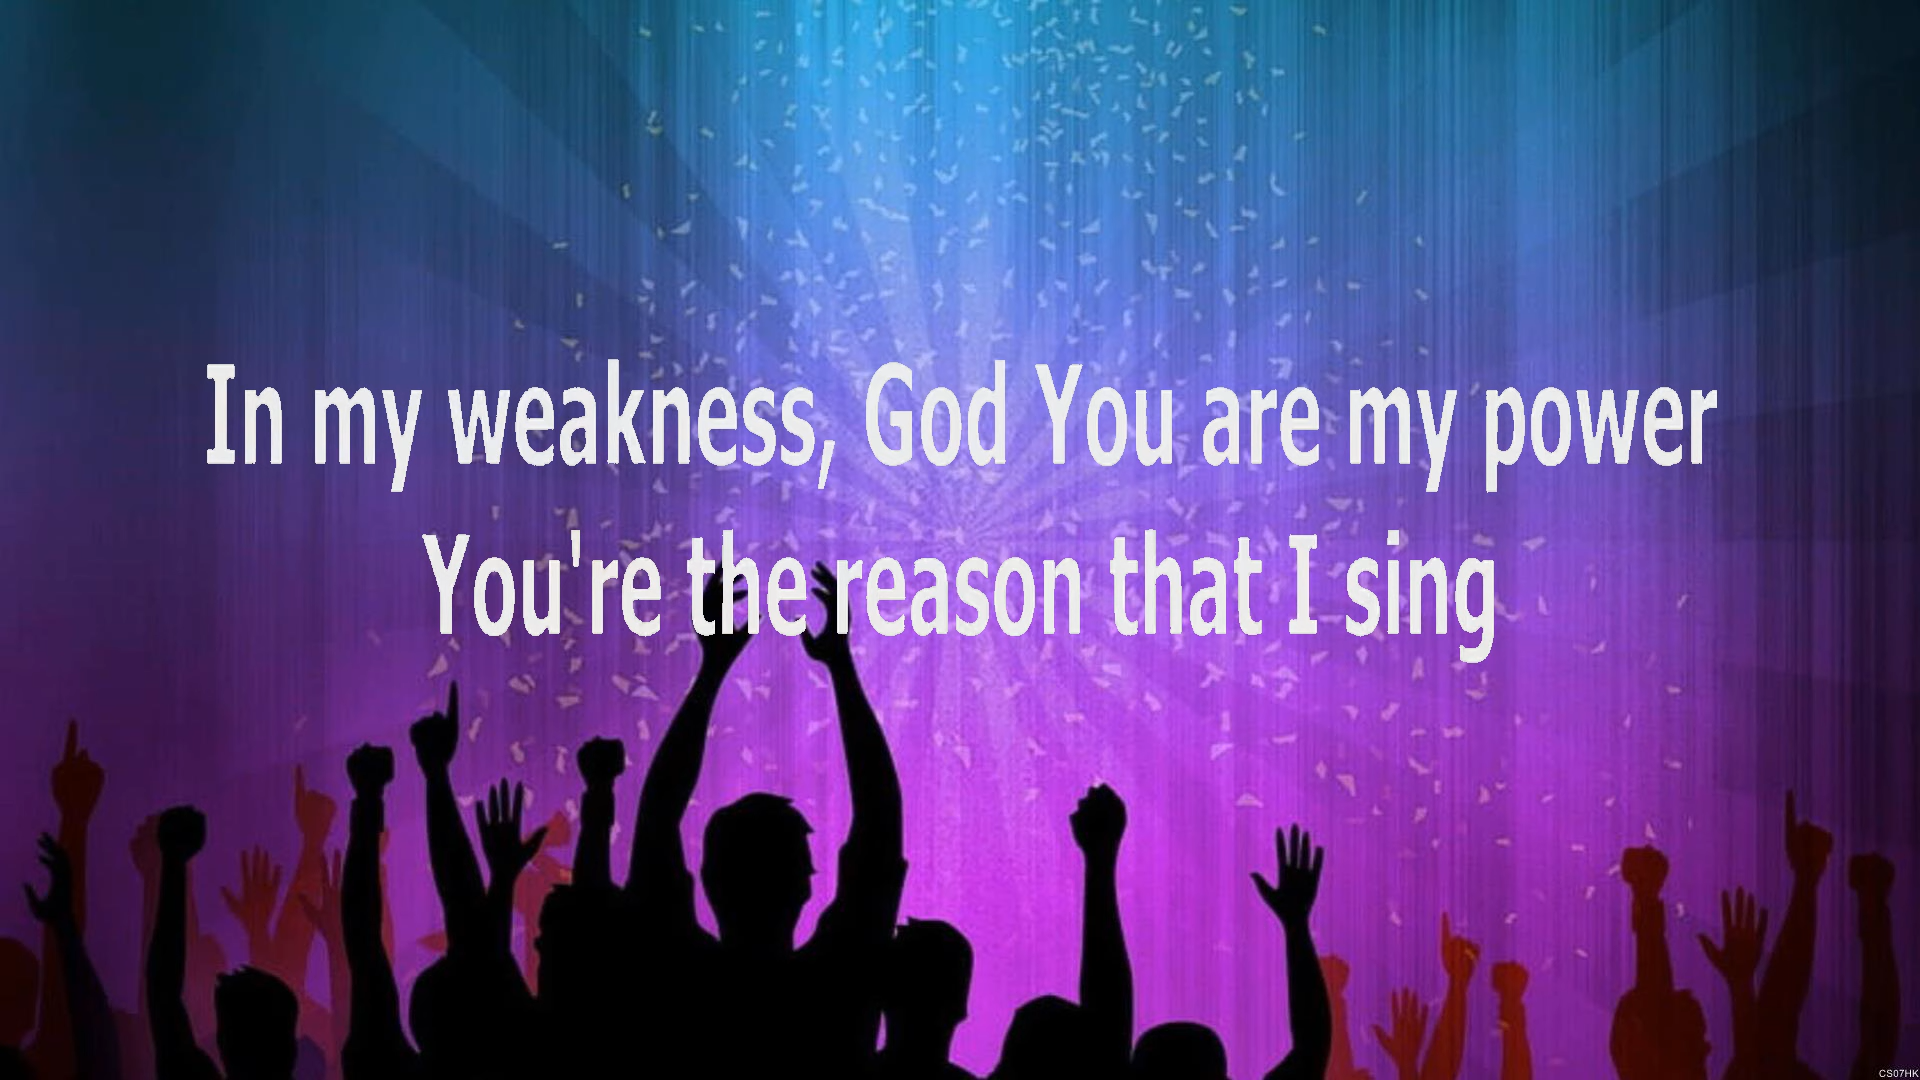 In my weakness, God You are my power
You're the reason that I sing
CS07HK